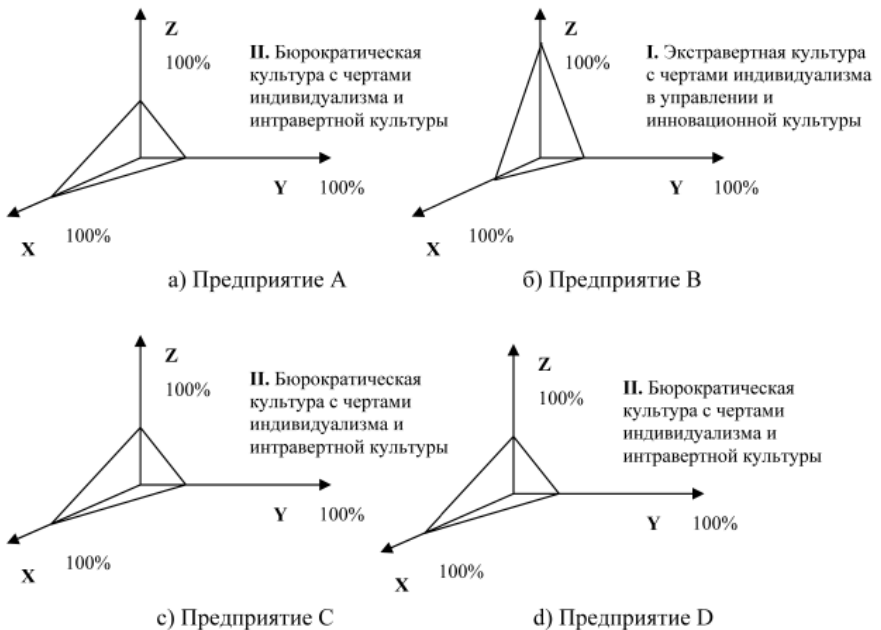 Z
100%
II. Бюрократическая
культура с чертами
индивидуализма и
интравертной культуры
Y 100%
100%
X
а) Предприятие А
Z
100%
I. Экстравертная культура
с чертами индивидуализма
в управлении и
инновационной культуры
Y 100%
100%
X
б) Предприятие В
Z
100%
II. Бюрократическая
культура с чертами
индивидуализма и
интравертной культуры
Y 100%
100%
X
с) Предприятие С
Z
100%
II. Бюрократическая
культура с чертами
индивидуализма и
интравертной культуры
Y 100%
100%
X
d) Предприятие D